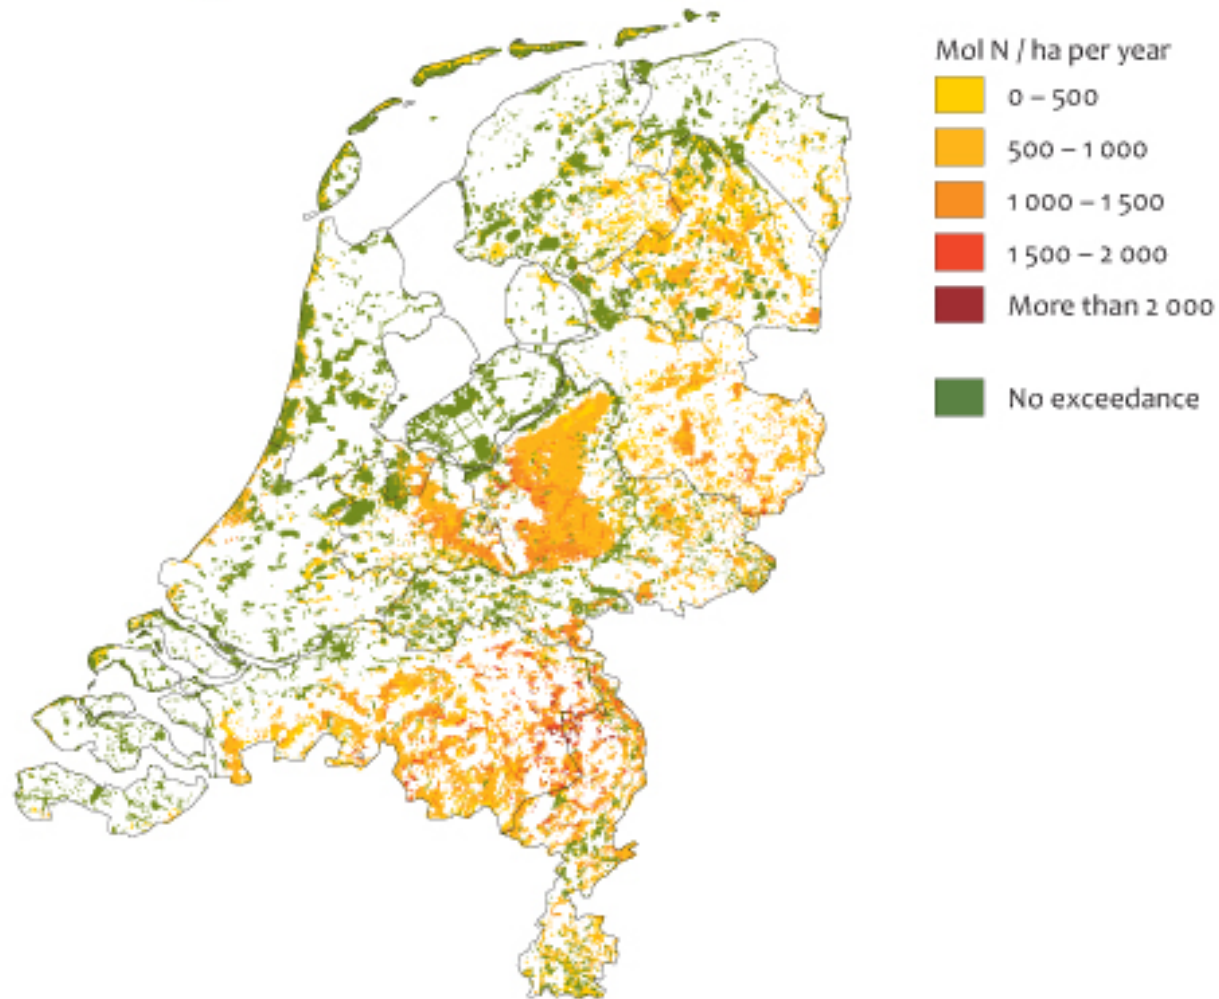 Mol N / ha per year
0 – 500
500 – 1 000
1 000 – 1 500
1 500 – 2 000
More than 2 000
No exceedance